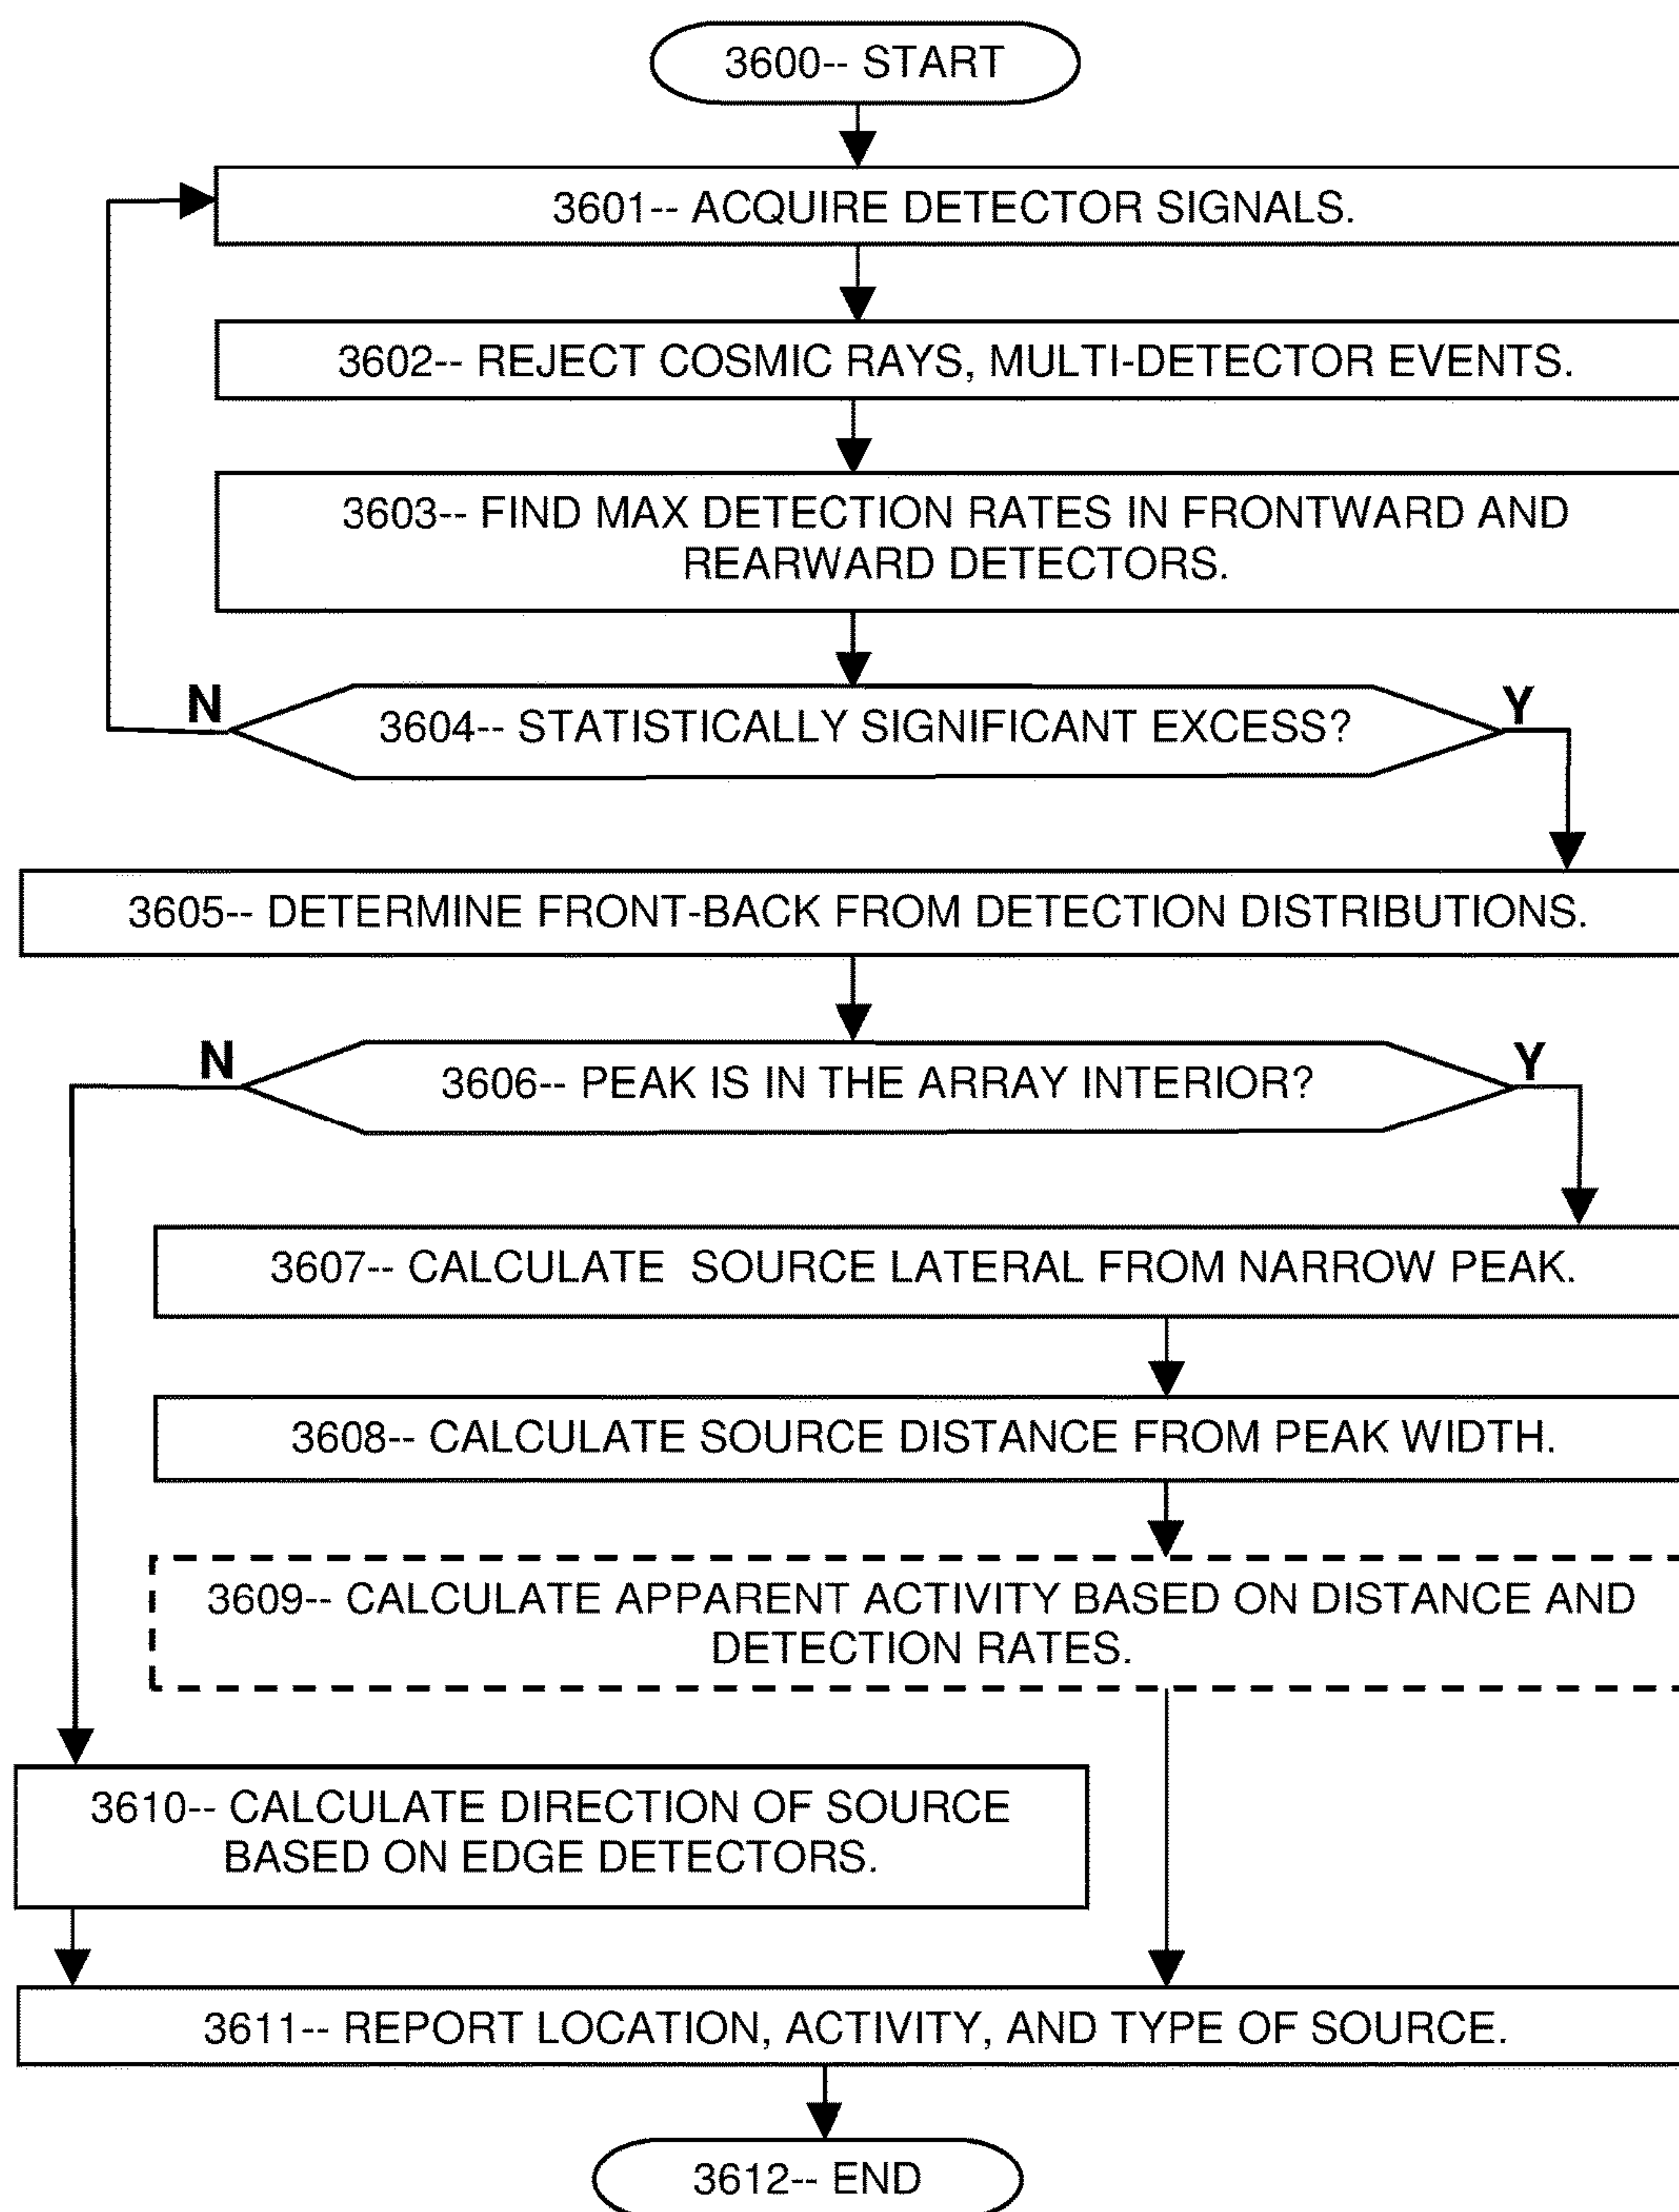 3600-- START
3601-- ACQUIRE DETECTOR SIGNALS.
3602-- REJECT COSMIC RAYS, MULTI-DETECTOR EVENTS.
3603-- FIND MAX DETECTION RATES IN FRONTWARD AND
REARWARD DETECTORS.
N
Y
3604-- STATISTICALLY SIGNIFICANT EXCESS?
3605-- DETERMINE FRONT-BACK FROM DETECTION DISTRIBUTIONS.
N
Y
3606-- PEAK IS IN THE ARRAY INTERIOR?
3607-- CALCULATE SOURCE LATERAL FROM NARROW PEAK.
3608-- CALCULATE SOURCE DISTANCE FROM PEAK WIDTH.
3609-- CALCULATE APPARENT ACTIVITY BASED ON DISTANCE AND
DETECTION RATES.
3610-- CALCULATE DIRECTION OF SOURCE
BASED ON EDGE DETECTORS.
3611-- REPORT LOCATION, ACTIVITY, AND TYPE OF SOURCE.
3612-- END